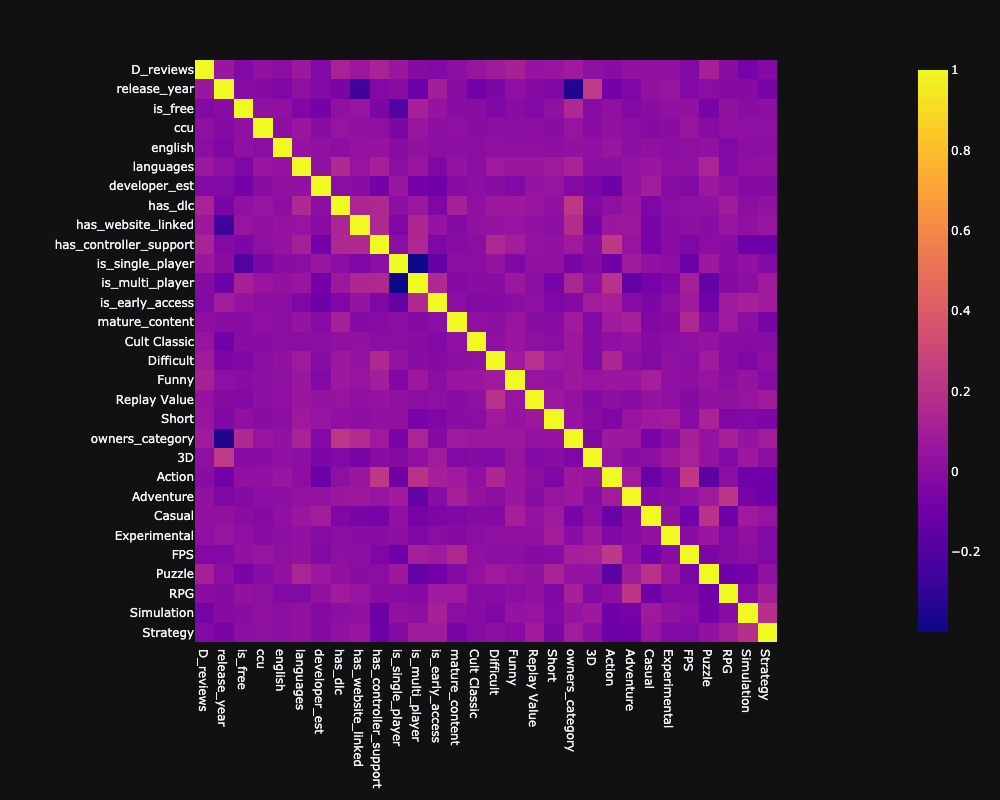 D_reviews
release_year
is_free
ccu
english
languages
developer_est
has_dlc
has_website_linked
has_controller_support
is_single_player
is_multi_player
is_early_access
mature_content
Cult Classic
Difficult
Funny
Replay Value
Short
owners_category
3D
Action
Adventure
Casual
Experimental
FPS
Puzzle
RPG
Simulation
Strategy
D_reviews
release_year
is_free
ccu
english
languages
developer_est
has_dlc
has_website_linked
has_controller_support
is_single_player
is_multi_player
is_early_access
mature_content
Cult Classic
Difficult
Funny
Replay Value
Short
owners_category
3D
Action
Adventure
Casual
Experimental
FPS
Puzzle
RPG
Simulation
Strategy
1
0.8
0.6
0.4
0.2
0
−0.2